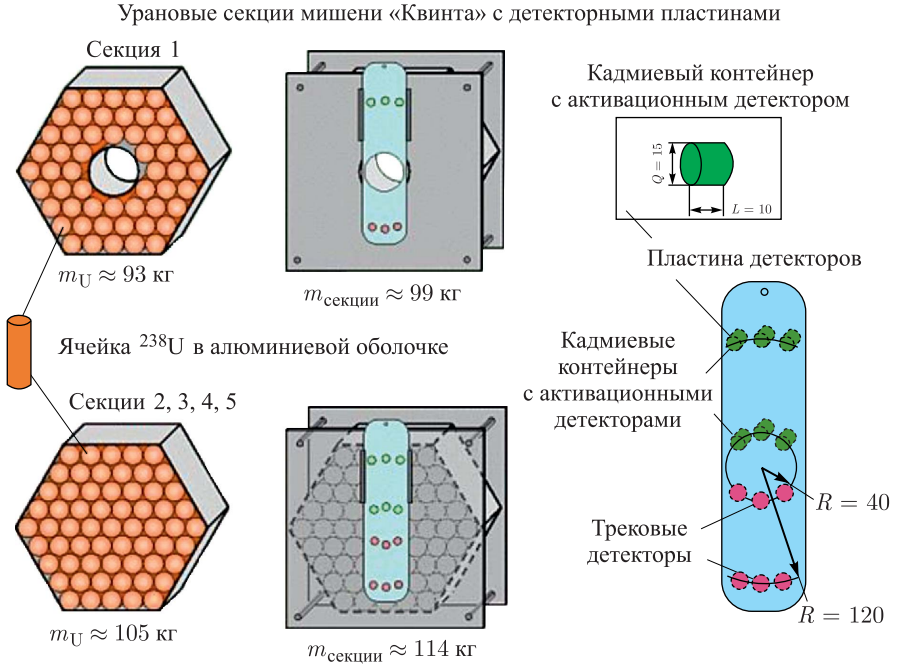 Урановые секции мишени «Квинта» с детекторными пластинами
Секция 1
m_U ≈ 93 кг
m_секции ≈ 99 кг
Ячейка ²³⁸U в алюминиевой оболочке
Секции 2, 3, 4, 5
m_U ≈ 105 кг
m_секции ≈ 114 кг
Кадмиевый контейнер
с активационным детектором
Q = 15
L = 10
Пластина детекторов
Кадмиевые
контейнеры
с активационными
детекторами
R = 40
Трековые
детекторы
R = 120